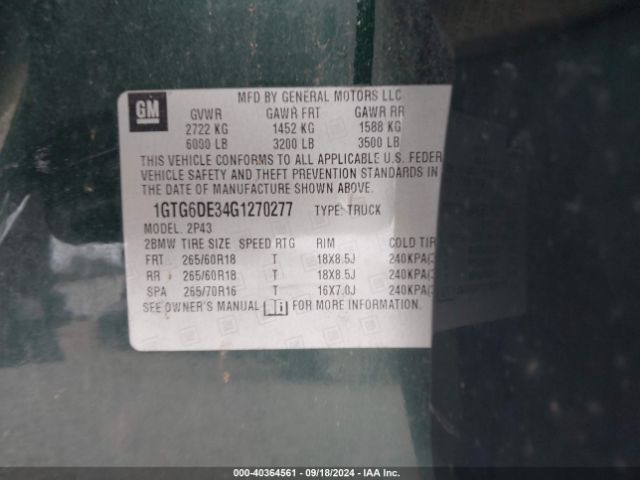 GM
MFD BY GENERAL MOTORS LLC
GVWR GAWR FRT GAWR RR
2722 KG 1452 KG 1588 KG
6000 LB 3200 LB 3500 LB
THIS VEHICLE CONFORMS TO ALL APPLICABLE U.S. FEDER
VEHICLE SAFETY AND THEFT PREVENTION STANDARDS IN
THE DATE OF MANUFACTURE SHOWN ABOVE.
1GTG6DE34G1270277 TYPE: TRUCK
MODEL: 2P43
2BMW TIRE SIZE SPEED RTG RIM COLD TIR
FRT 265/60R18 T 18X8.5J 240KPA(3
RR 265/60R18 T 18X8.5J 240KPA(3
SPA 265/70R16 T 16X7.0J 240KPA(3
SEE OWNER'S MANUAL FOR MORE INFORMATION.
000-40364561 | 09/18/2024 | IAA Inc.